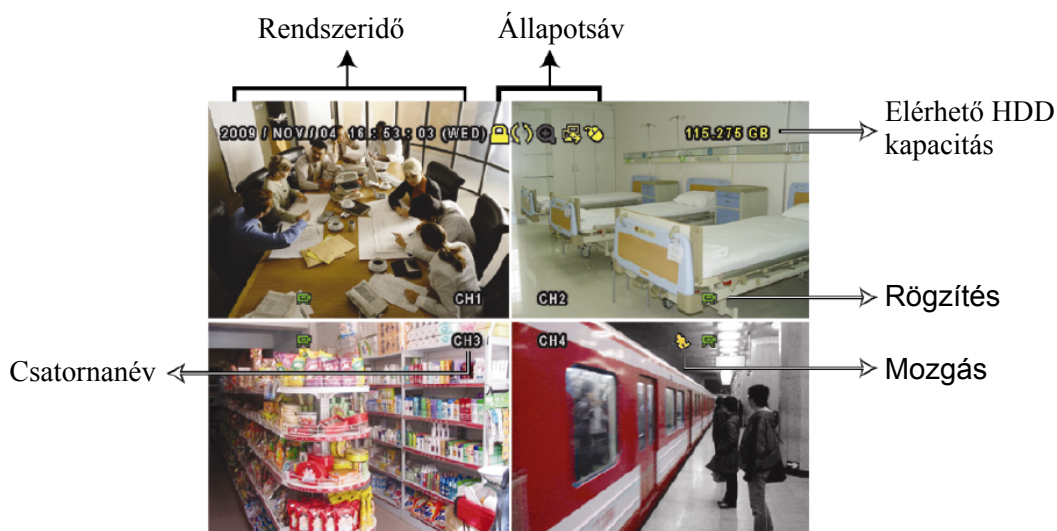 Rendszeridő
Állapotsáv
2009 / NOV / 04 16 : 53 : 03 (WED)
115.275 GB
Elérhető HDD
kapacitás
CH1
CH2
Rögzítés
CH3
CH4
Csatornanév
Mozgás